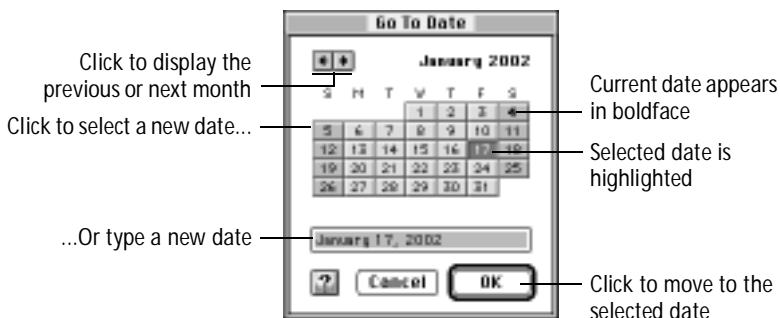 Go To Date
Click to display the
previous or next month
January 2002
S M T W T F S
1 2 3 4
5 6 7 8 9 10 11
12 13 14 15 16 17 18
19 20 21 22 23 24 25
26 27 28 29 30 31
Current date appears
in boldface
Click to select a new date...
Selected date is
highlighted
...Or type a new date
January 17, 2002
? Cancel OK
Click to move to the
selected date